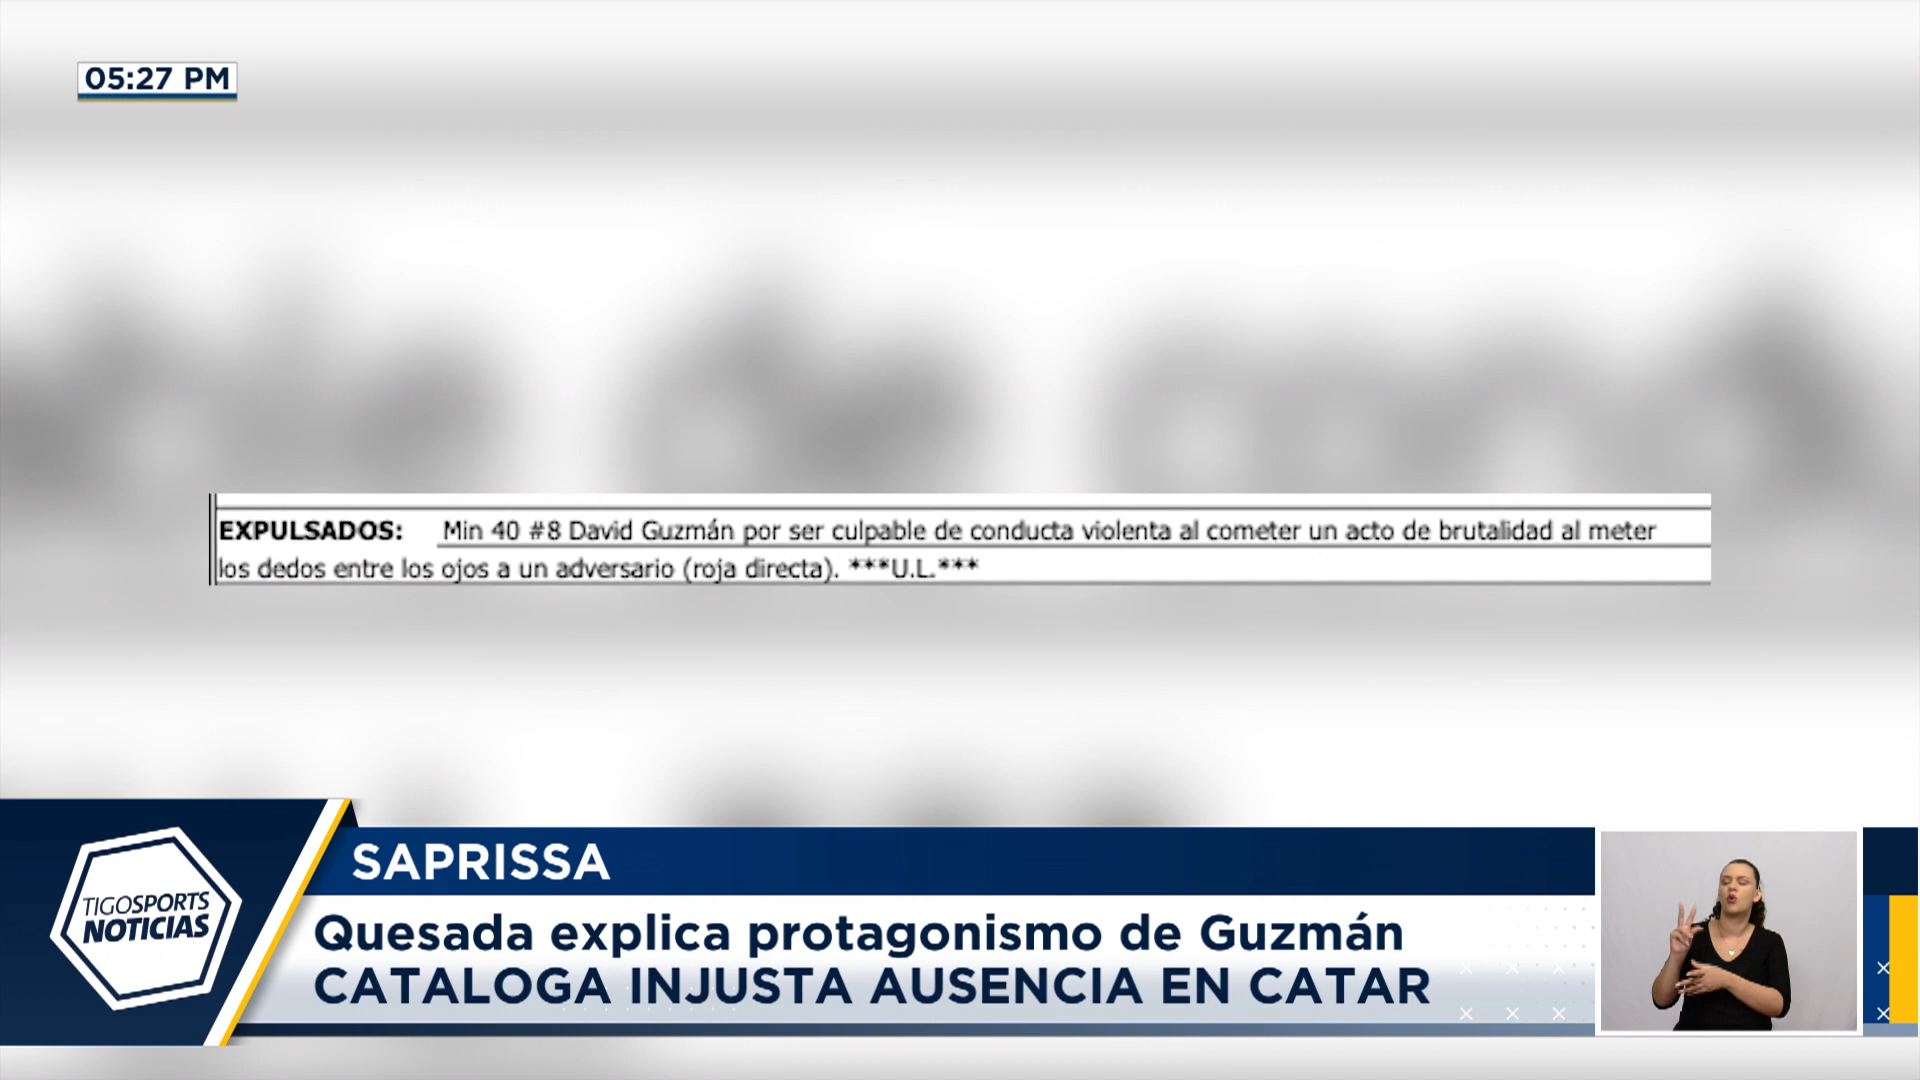 05:27 PM
EXPULSADOS: Min 40 #8 David Guzmán por ser culpable de conducta violenta al cometer un acto de brutalidad al meter
los dedos entre los ojos a un adversario (roja directa). ***U.L.***
SAPRISSA
TIGOSPORTS
NOTICIAS
Quesada explica protagonismo de Guzmán
CATALOGA INJUSTA AUSENCIA EN CATAR